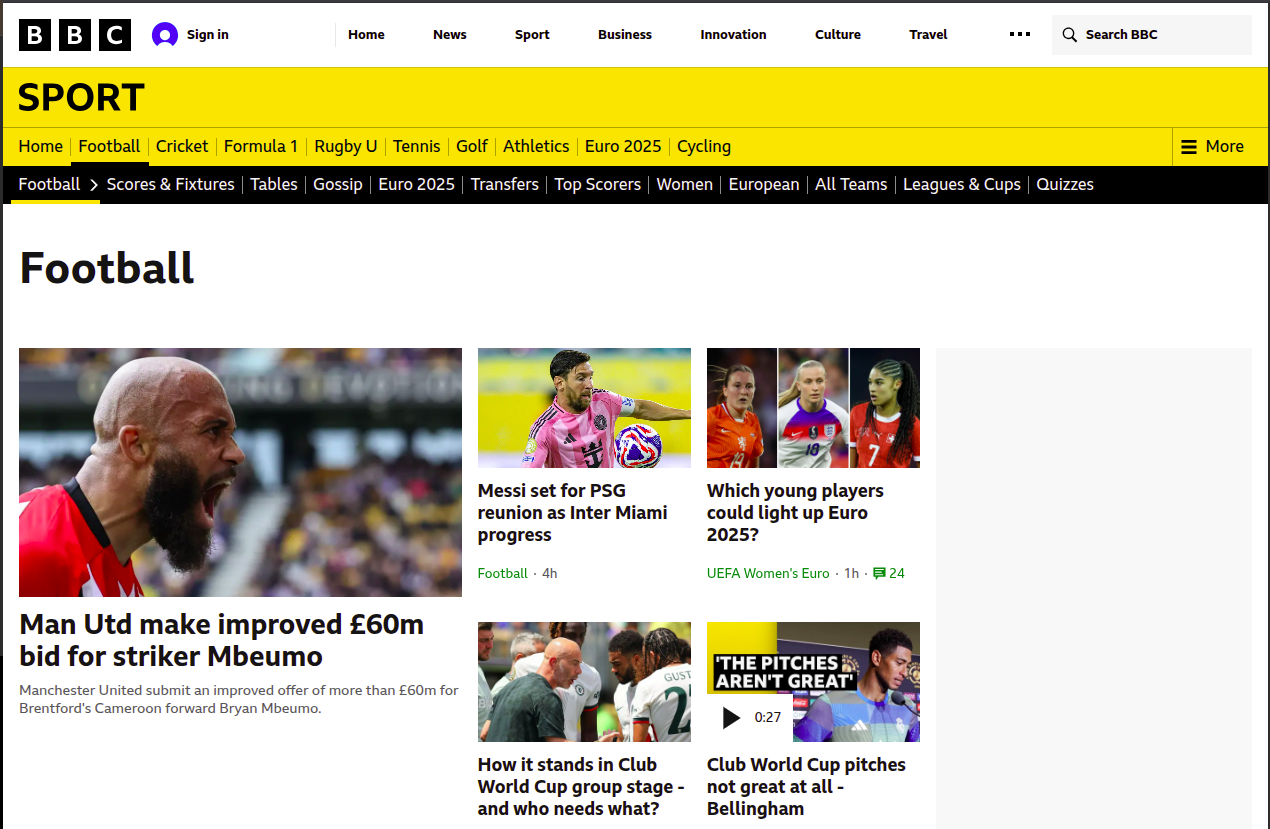 BBC
Sign in
Home
News
Sport
Business
Innovation
Culture
Travel
Search BBC
SPORT
Home
Football
Cricket
Formula 1
Rugby U
Tennis
Golf
Athletics
Euro 2025
Cycling
More
Football
Scores & Fixtures
Tables
Gossip
Euro 2025
Transfers
Top Scorers
Women
European
All Teams
Leagues & Cups
Quizzes
Football
Man Utd make improved £60m
bid for striker Mbeumo
Manchester United submit an improved offer of more than £60m for
Brentford's Cameroon forward Bryan Mbeumo.
Messi set for PSG
reunion as Inter Miami
progress
Football · 4h
18
7
Which young players
could light up Euro
2025?
UEFA Women's Euro · 1h · 24
GUST
2
How it stands in Club
World Cup group stage -
and who needs what?
'THE PITCHES
AREN'T GREAT'
0:27
Club World Cup pitches
not great at all -
Bellingham